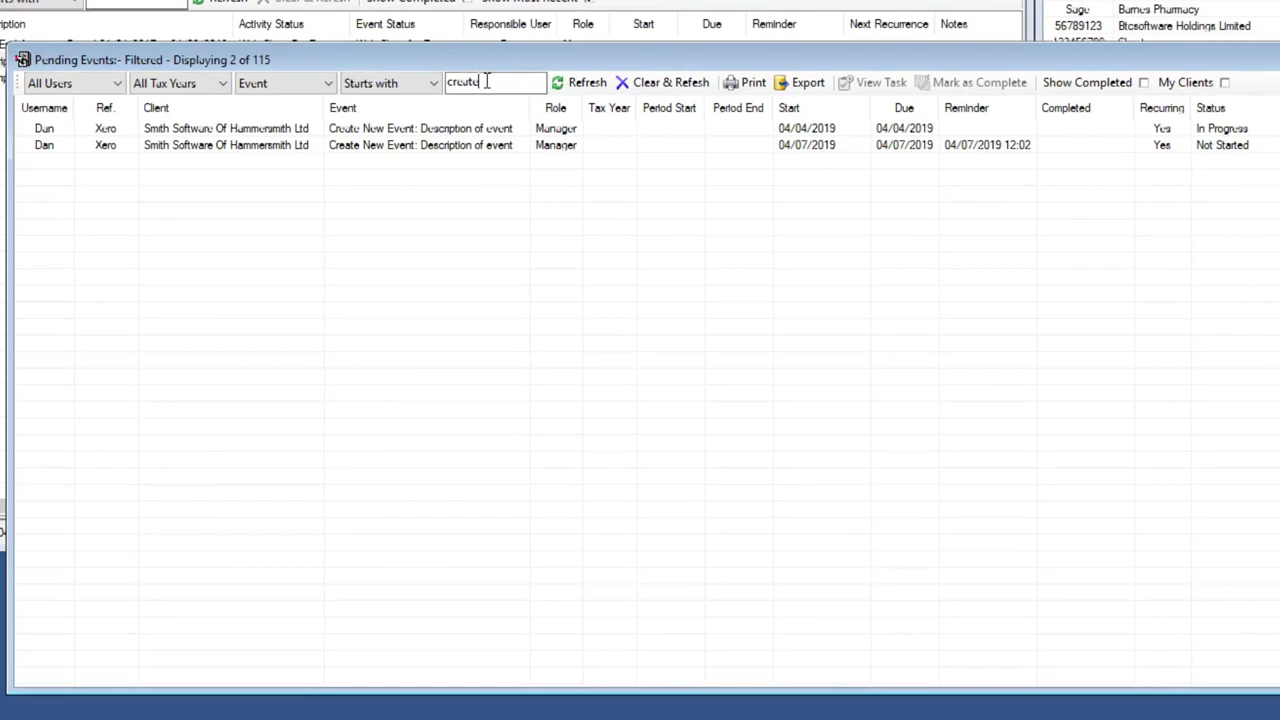 Activity Status Event Status Responsible User Role Start Due Reminder Next Recurrence Notes
Burnes Pharmacy
56789123 Btcsoftware Holdings Limited
Pending Events:- Filtered - Displaying 2 of 115
All Users All Tax Years Event Starts with create Refresh Clear & Refesh Print Export View Task Mark as Complete Show Completed My Clients
Username Ref. Client Event Role Tax Year Period Start Period End Start Due Reminder Completed Recurring Status
Dan Xero Smith Software Of Hammersmith Ltd Create New Event: Description of event Manager 04/04/2019 04/04/2019 Yes In Progress
Dan Xero Smith Software Of Hammersmith Ltd Create New Event: Description of event Manager 04/07/2019 04/07/2019 04/07/2019 12:02 Yes Not Started